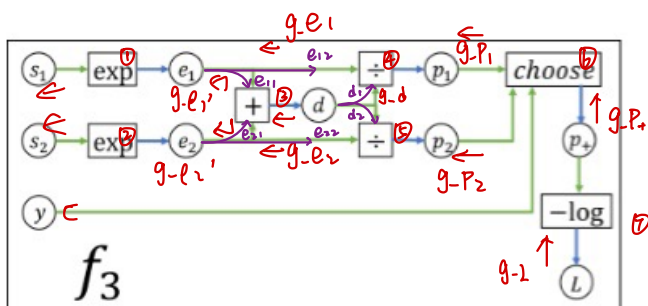 g_e₁
① ④ g_P₁ ⑥
s₁ exp e₁ e₁₂ ÷ p₁ choose
g_e₁' e₁₁ d₁ g_d
+ ③ d
② e₂₁ d₂ ⑤ g_P₊
s₂ exp e₂ e₂₂ ÷ p₂ p₊
g_e₂' g_e₂ g_P₂
y −log ⑦
f₃ g_L
L